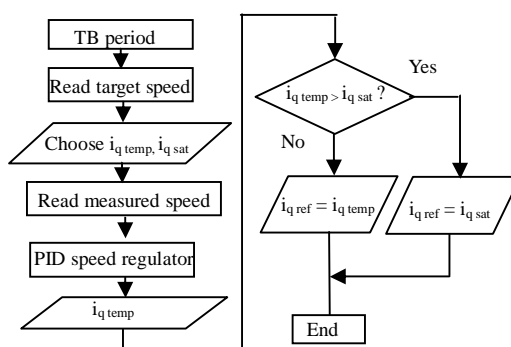 TB period
Read target speed
Choose i_q temp, i_q sat
Read measured speed
PID speed regulator
i_q temp
i_q temp > i_q sat ?
Yes
No
i_q ref = i_q temp
i_q ref = i_q sat
End